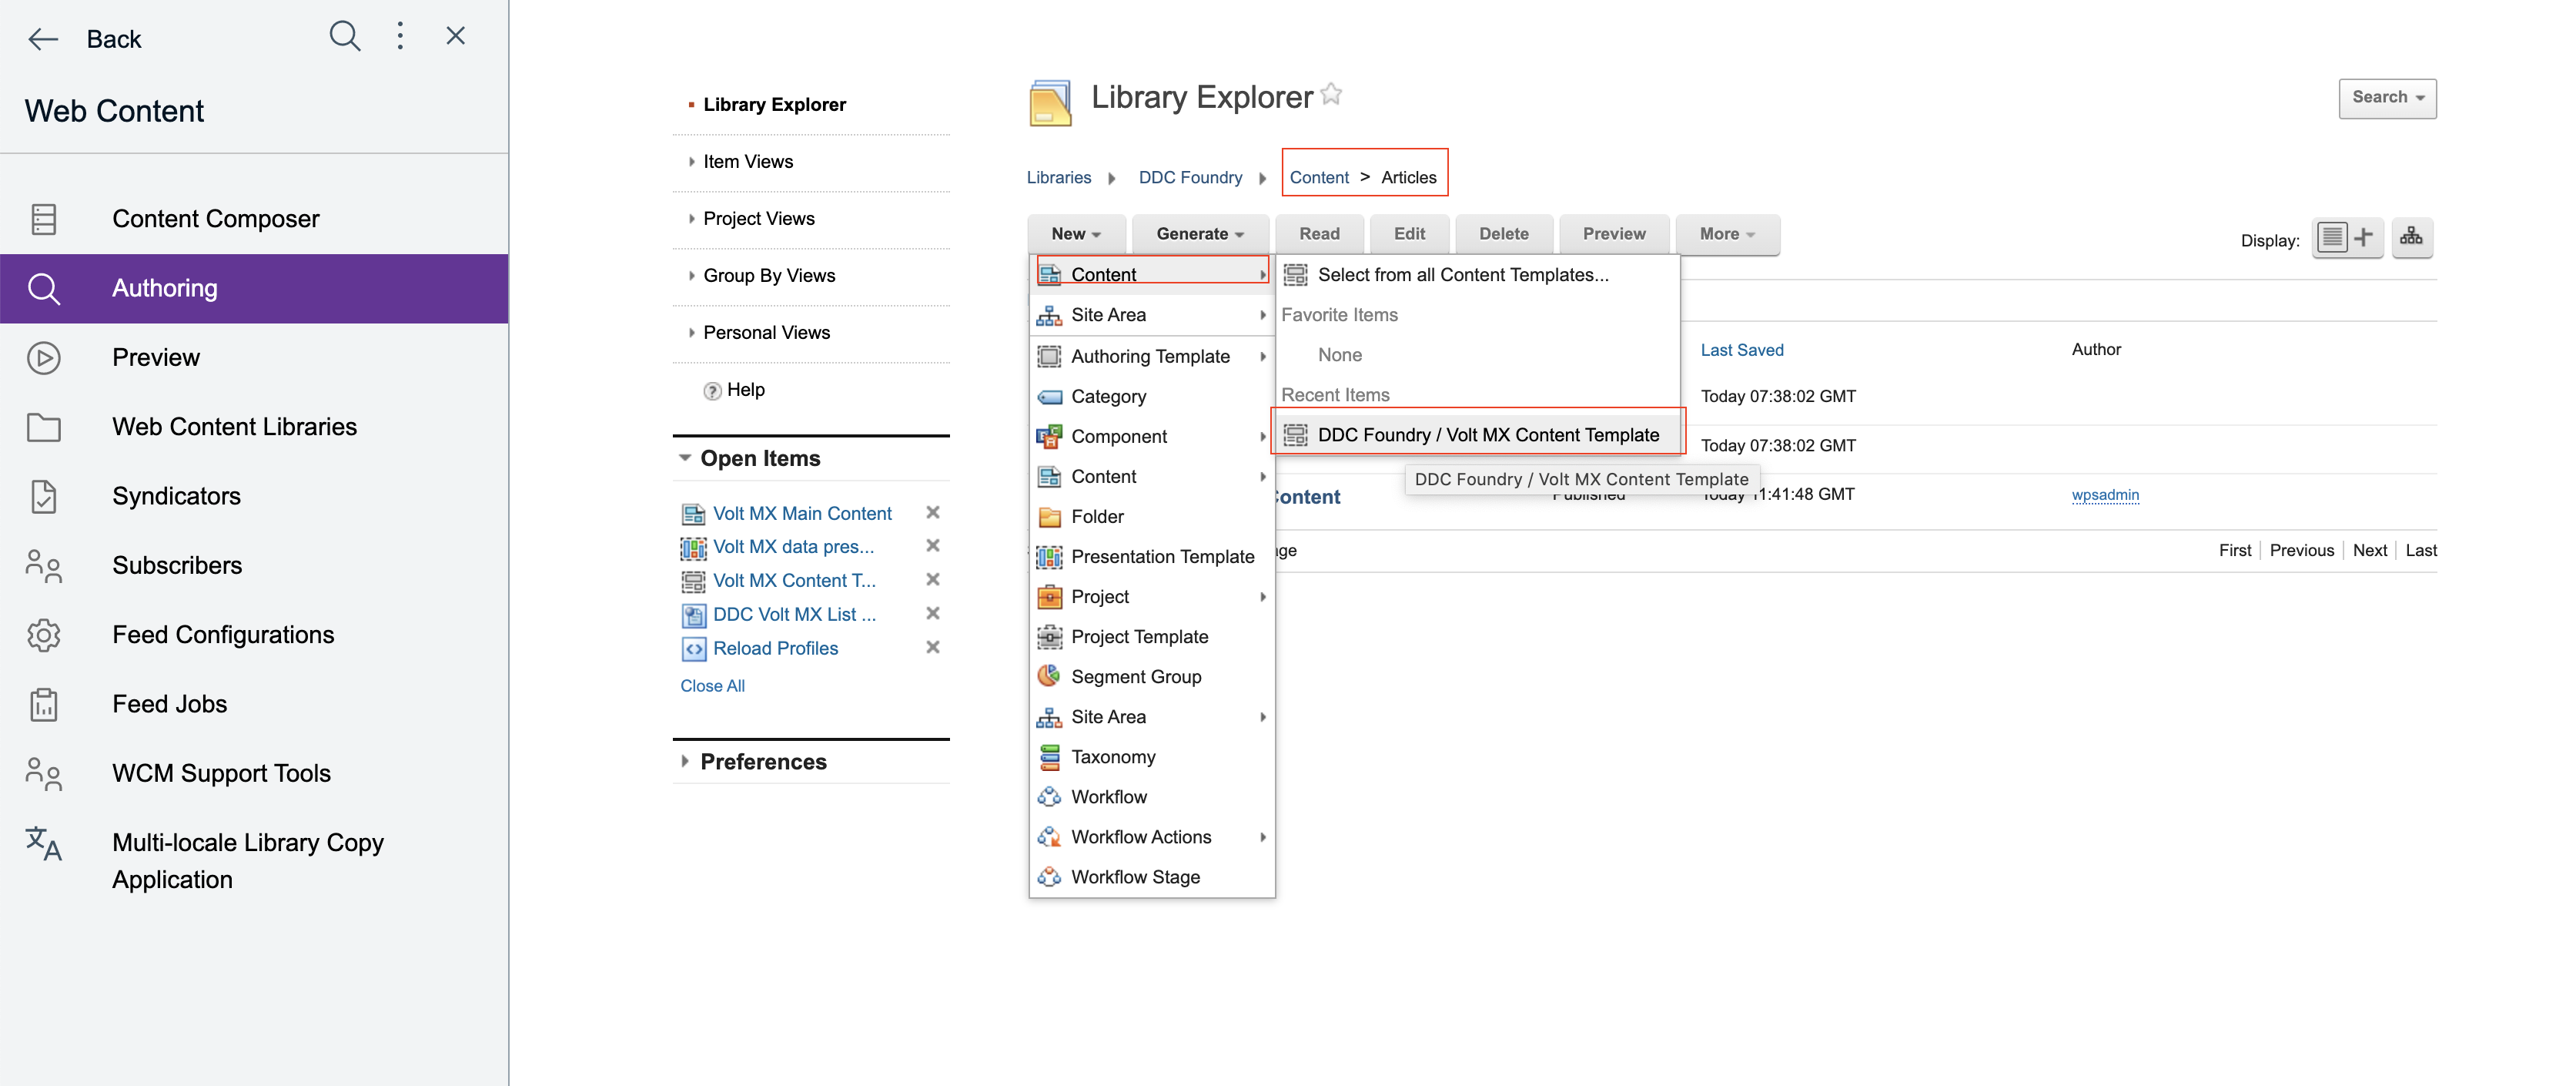 Back
Web Content
Content Composer
Authoring
Preview
Web Content Libraries
Syndicators
Subscribers
Feed Configurations
Feed Jobs
WCM Support Tools
Multi-locale Library Copy
Application
Library Explorer
Item Views
Project Views
Group By Views
Personal Views
Help
Open Items
Volt MX Main Content
Volt MX data pres...
Volt MX Content T...
DDC Volt MX List ...
Reload Profiles
Close All
Preferences
Library Explorer
Search
Libraries DDC Foundry Content > Articles
New Generate Read Edit Delete Preview More
Display:
Content
Site Area
Authoring Template
Category
Component
Content
Folder
Presentation Template
Project
Project Template
Segment Group
Site Area
Taxonomy
Workflow
Workflow Actions
Workflow Stage
Select from all Content Templates...
Favorite Items
None
Recent Items
DDC Foundry / Volt MX Content Template
DDC Foundry / Volt MX Content Template
Last Saved Author
Today 07:38:02 GMT
Today 07:38:02 GMT
Content Published Today 11:41:48 GMT wpsadmin
First Previous Next Last